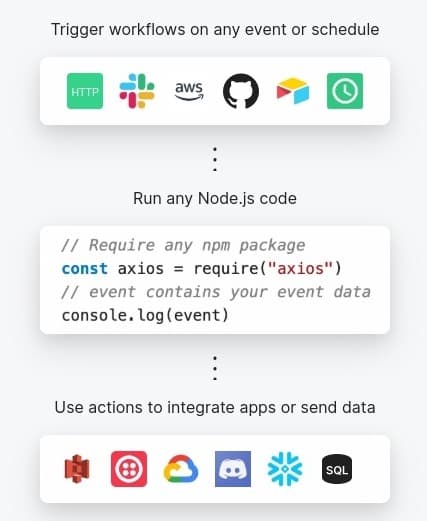 Trigger workflows on any event or schedule
HTTP
aws
Run any Node.js code
// Require any npm package
const axios = require("axios")
// event contains your event data
console.log(event)
Use actions to integrate apps or send data
SQL